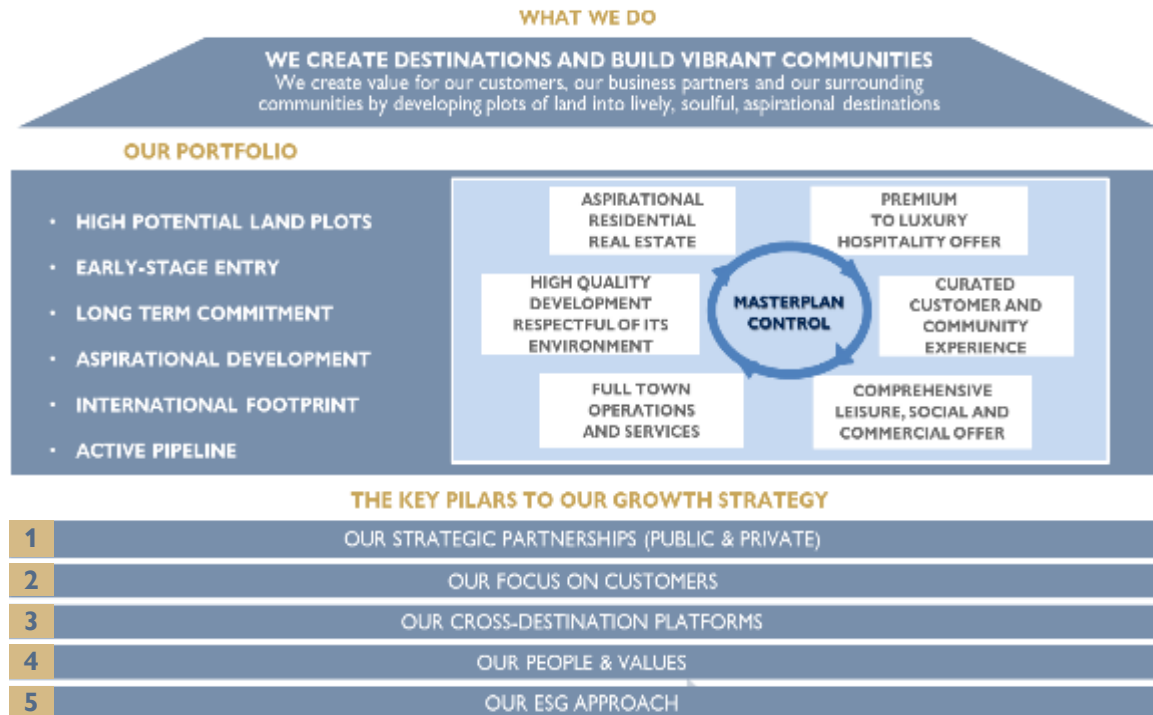 WHAT WE DO
WE CREATE DESTINATIONS AND BUILD VIBRANT COMMUNITIES
We create value for our customers, our business partners and our surrounding
communities by developing plots of land into lively, soulful, aspirational destinations
OUR PORTFOLIO
• HIGH POTENTIAL LAND PLOTS
• EARLY-STAGE ENTRY
• LONG TERM COMMITMENT
• ASPIRATIONAL DEVELOPMENT
• INTERNATIONAL FOOTPRINT
• ACTIVE PIPELINE
ASPIRATIONAL
RESIDENTIAL
REAL ESTATE
PREMIUM
TO LUXURY
HOSPITALITY OFFER
HIGH QUALITY
DEVELOPMENT
RESPECTFUL OF ITS
ENVIRONMENT
MASTERPLAN
CONTROL
CURATED
CUSTOMER AND
COMMUNITY
EXPERIENCE
FULL TOWN
OPERATIONS
AND SERVICES
COMPREHENSIVE
LEISURE, SOCIAL AND
COMMERCIAL OFFER
THE KEY PILARS TO OUR GROWTH STRATEGY
1 OUR STRATEGIC PARTNERSHIPS (PUBLIC & PRIVATE)
2 OUR FOCUS ON CUSTOMERS
3 OUR CROSS-DESTINATION PLATFORMS
4 OUR PEOPLE & VALUES
5 OUR ESG APPROACH